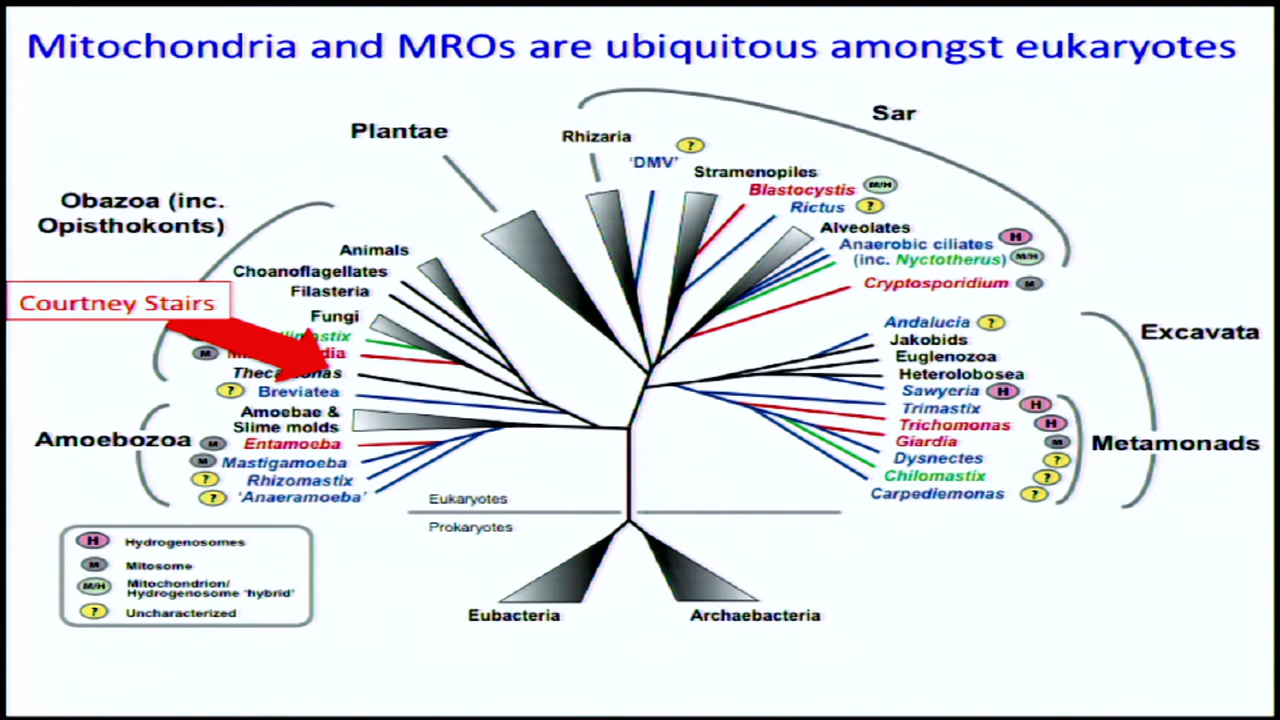 Mitochondria and MROs are ubiquitous amongst eukaryotes
Sar
Plantae
Rhizaria
?
'DMV'
Stramenopiles
Blastocystis M/H
Rictus ?
Alveolates
Anaerobic ciliates H
(inc. Nyctotherus) M/H
Cryptosporidium M
Obazoa (inc.
Opisthokonts)
Animals
Choanoflagellates
Filasteria
Courtney Stairs
Fungi
M
? Breviatea
Amoebozoa
Amoebae &
Slime molds
M Entamoeba
M Mastigamoeba
? Rhizomastix
? 'Anaeramoeba'
Excavata
Andalucia ?
Jakobids
Euglenozoa
Heterolobosea
Sawyeria H
Metamonads
Trimastix H
Trichomonas H
Giardia M
Dysnectes ?
Chilomastix ?
Carpediemonas ?
Eukaryotes
Prokaryotes
Eubacteria
Archaebacteria
H Hydrogenosomes
M Mitosome
M/H Mitochondrion/
Hydrogenosome 'hybrid'
? Uncharacterized